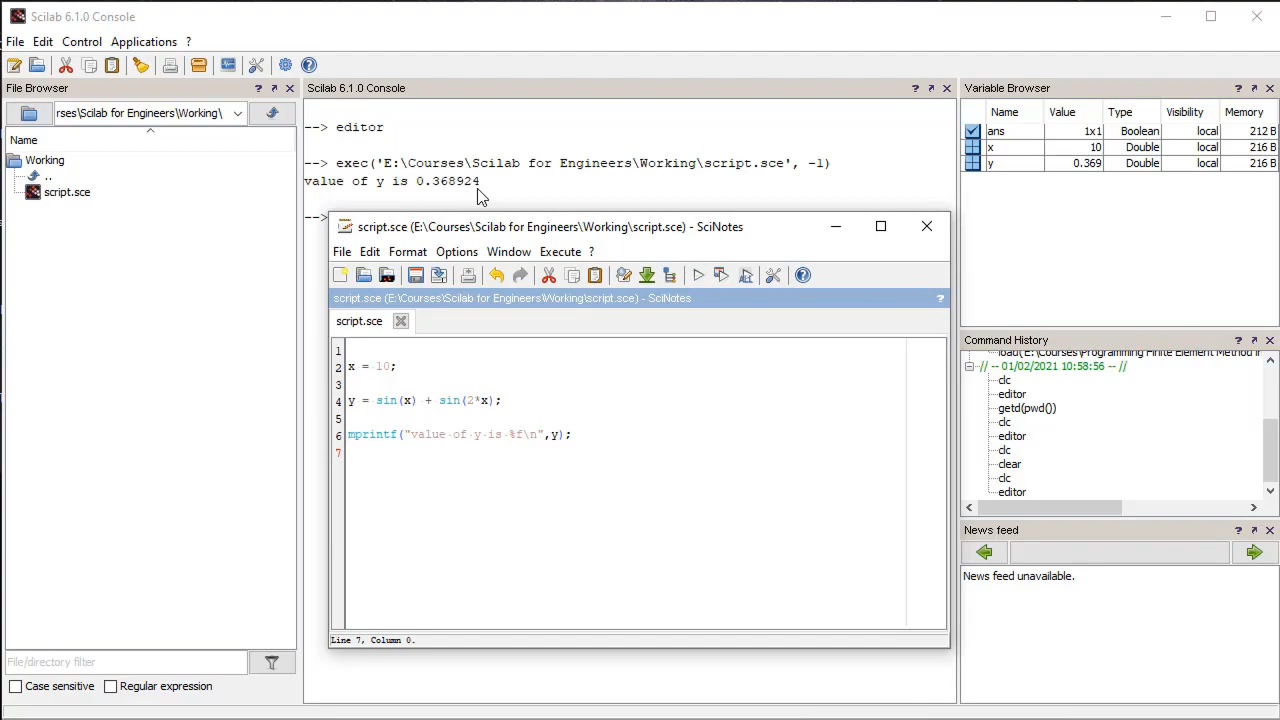 Scilab 6.1.0 Console
File Edit Control Applications ?
File Browser ?
rses\Scilab for Engineers\Working\
Name
Working
..
script.sce
File/directory filter
Case sensitive Regular expression
Scilab 6.1.0 Console ?
--> editor
--> exec('E:\Courses\Scilab for Engineers\Working\script.sce', -1)
value of y is 0.368924
-->
script.sce (E:\Courses\Scilab for Engineers\Working\script.sce) - SciNotes
File Edit Format Options Window Execute ?
script.sce (E:\Courses\Scilab for Engineers\Working\script.sce) - SciNotes ?
script.sce
1
2 x = 10;
3
4 y = sin(x) + sin(2*x);
5
6 mprintf("value of y is %f\n",y);
7
Line 7, Column 0.
Variable Browser ?
Name Value Type Visibility Memory
ans 1x1 Boolean local 212 B
x 10 Double local 216 B
y 0.369 Double local 216 B
Command History ?
load(E:\Courses\Programming Finite Element Method in
// -- 01/02/2021 10:58:56 -- //
clc
editor
getd(pwd())
clc
editor
clc
clear
clc
editor
News feed ?
News feed unavailable.